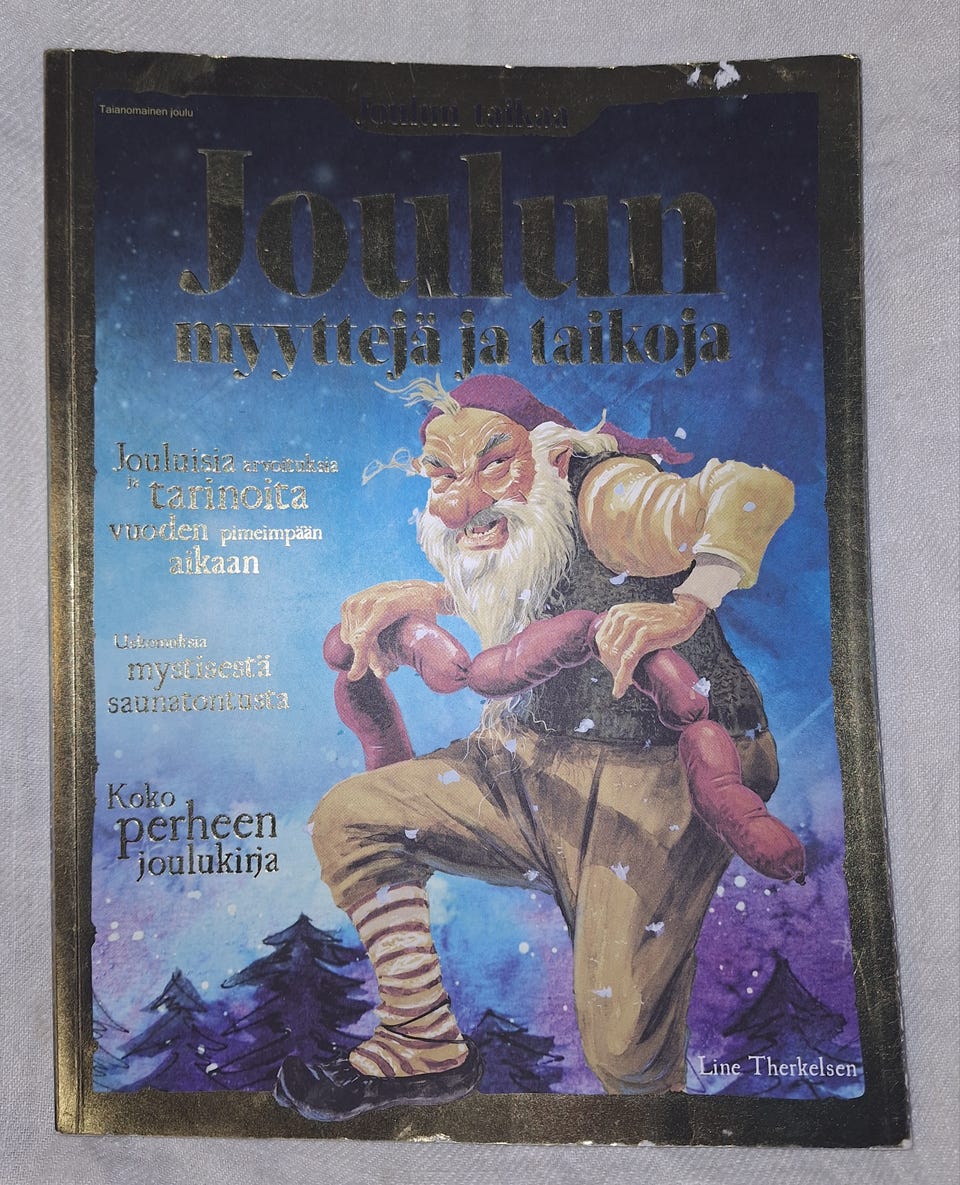 Taianomainen joulu
Joulun taikaa
Joulun
myyttejä ja taikoja
Jouluisia arvoituksia
ja tarinoita
vuoden pimeimpään
aikaan
Uskomuksia
mystisestä
saunatontusta
Koko
perheen
joulukirja
Line Therkelsen